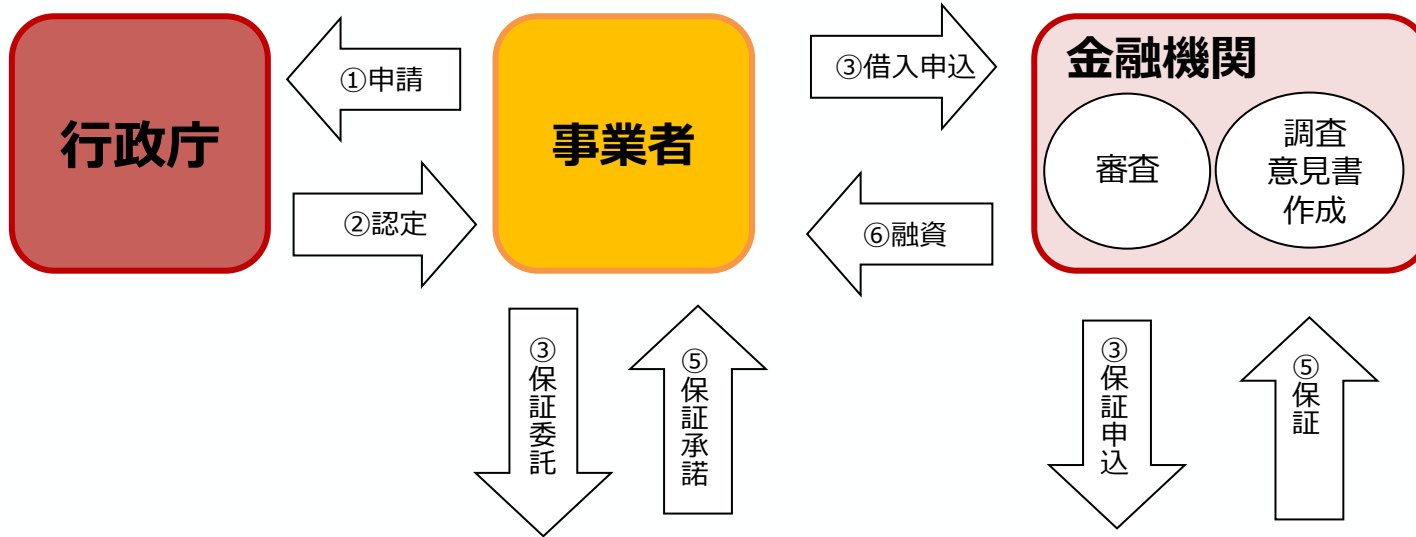 行政庁
①申請
②認定
事業者
③借入申込
⑥融資
金融機関
審査
調査
意見書
作成
③保証委託
⑤保証承諾
③保証申込
⑤保証